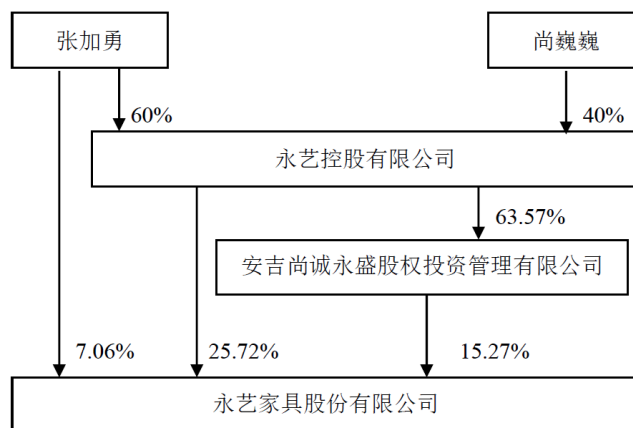 张加勇
尚巍巍
60%
40%
永艺控股有限公司
63.57%
安吉尚诚永盛股权投资管理有限公司
7.06%
25.72%
15.27%
永艺家具股份有限公司